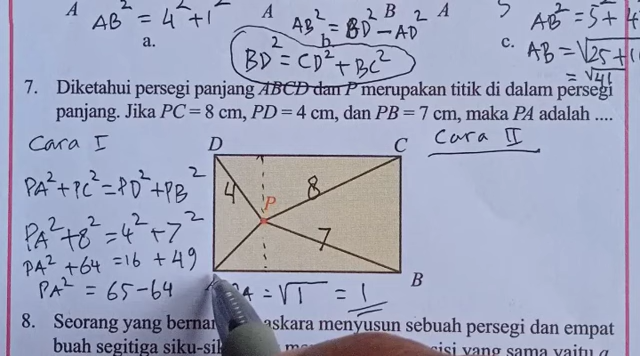 A AB² = 4² + 1² A AB² = BD² - AD² B A AB² = 5² + 4
a. b. c. AB = √25 + 1
BD² = CD² + BC² = √41
7. Diketahui persegi panjang ABCD dan P merupakan titik di dalam persegi
panjang. Jika PC = 8 cm, PD = 4 cm, dan PB = 7 cm, maka PA adalah ....
Cara I D C Cara II
PA² + PC² = PD² + PB²
4 8
P
PA² + 8² = 4² + 7²
7
PA² + 64 = 16 + 49
B
PA² = 65 - 64 = √1 = 1
8. Seorang yang askara menyusun sebuah persegi dan empat
buah segitiga sisi yang sama yaitu